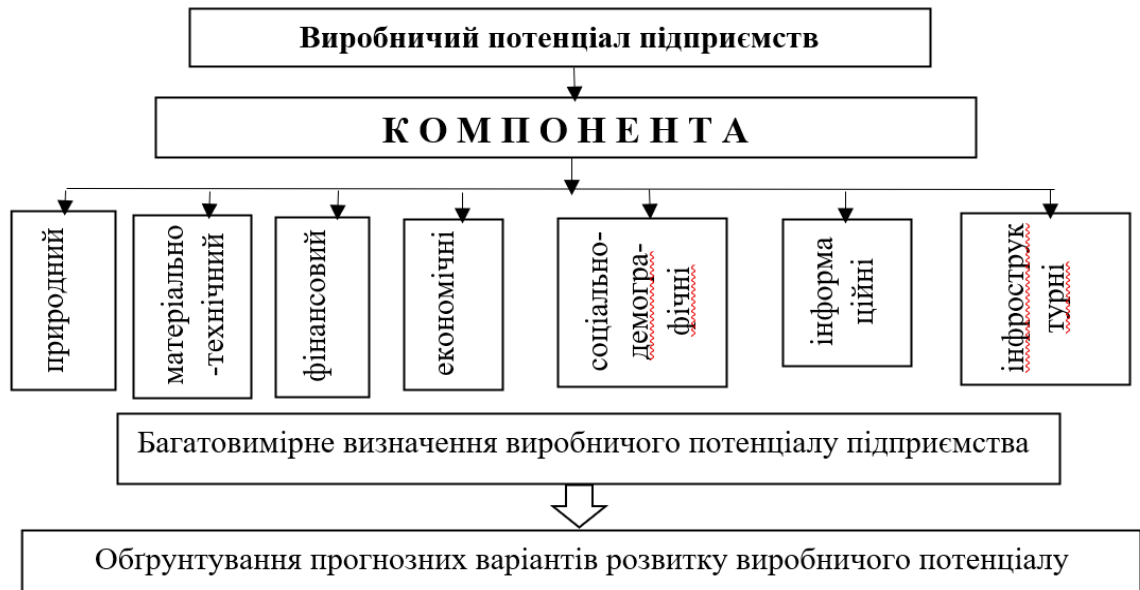 Виробничий потенціал підприємств
К О М П О Н Е Н Т А
природний
матеріально
-технічний
фінансовий
економічні
соціально-
демогра-
фічні
інформа
ційні
інфрострук
турні
Багатовимірне визначення виробничого потенціалу підприємства
Обґрунтування прогнозних варіантів розвитку виробничого потенціалу